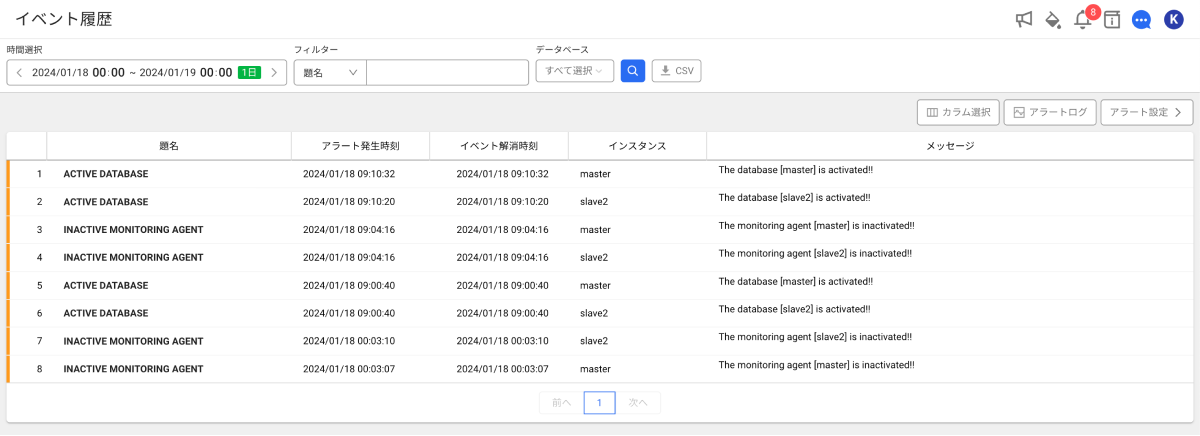 イベント履歴
8
K
時間選択 フィルター データベース
2024/01/18 00:00 ~ 2024/01/19 00:00 1日 題名 すべて選択 CSV
カラム選択 アラートログ アラート設定
題名 アラート発生時刻 イベント解消時刻 インスタンス メッセージ
1 ACTIVE DATABASE 2024/01/18 09:10:32 2024/01/18 09:10:32 master The database [master] is activated!!
2 ACTIVE DATABASE 2024/01/18 09:10:20 2024/01/18 09:10:20 slave2 The database [slave2] is activated!!
3 INACTIVE MONITORING AGENT 2024/01/18 09:04:16 2024/01/18 09:04:16 master The monitoring agent [master] is inactivated!!
4 INACTIVE MONITORING AGENT 2024/01/18 09:04:16 2024/01/18 09:04:16 slave2 The monitoring agent [slave2] is inactivated!!
5 ACTIVE DATABASE 2024/01/18 09:00:40 2024/01/18 09:00:40 master The database [master] is activated!!
6 ACTIVE DATABASE 2024/01/18 09:00:40 2024/01/18 09:00:40 slave2 The database [slave2] is activated!!
7 INACTIVE MONITORING AGENT 2024/01/18 00:03:10 2024/01/18 00:03:10 slave2 The monitoring agent [slave2] is inactivated!!
8 INACTIVE MONITORING AGENT 2024/01/18 00:03:07 2024/01/18 00:03:07 master The monitoring agent [master] is inactivated!!
前へ 1 次へ